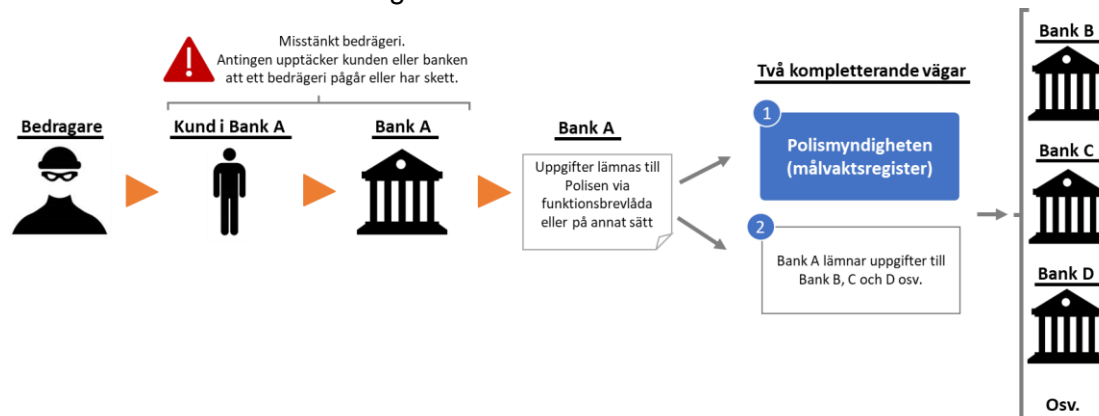 Misstänkt bedrägeri.
Antingen upptäcker kunden eller banken
att ett bedrägeri pågår eller har skett.
Bedragare
Kund i Bank A
Bank A
Bank A
Uppgifter lämnas till
Polisen via
funktionsbrevlåda
eller på annat sätt
Två kompletterande vägar
1
Polismyndigheten
(målvaktsregister)
2
Bank A lämnar uppgifter till
Bank B, C och D osv.
Bank B
Bank C
Bank D
Osv.